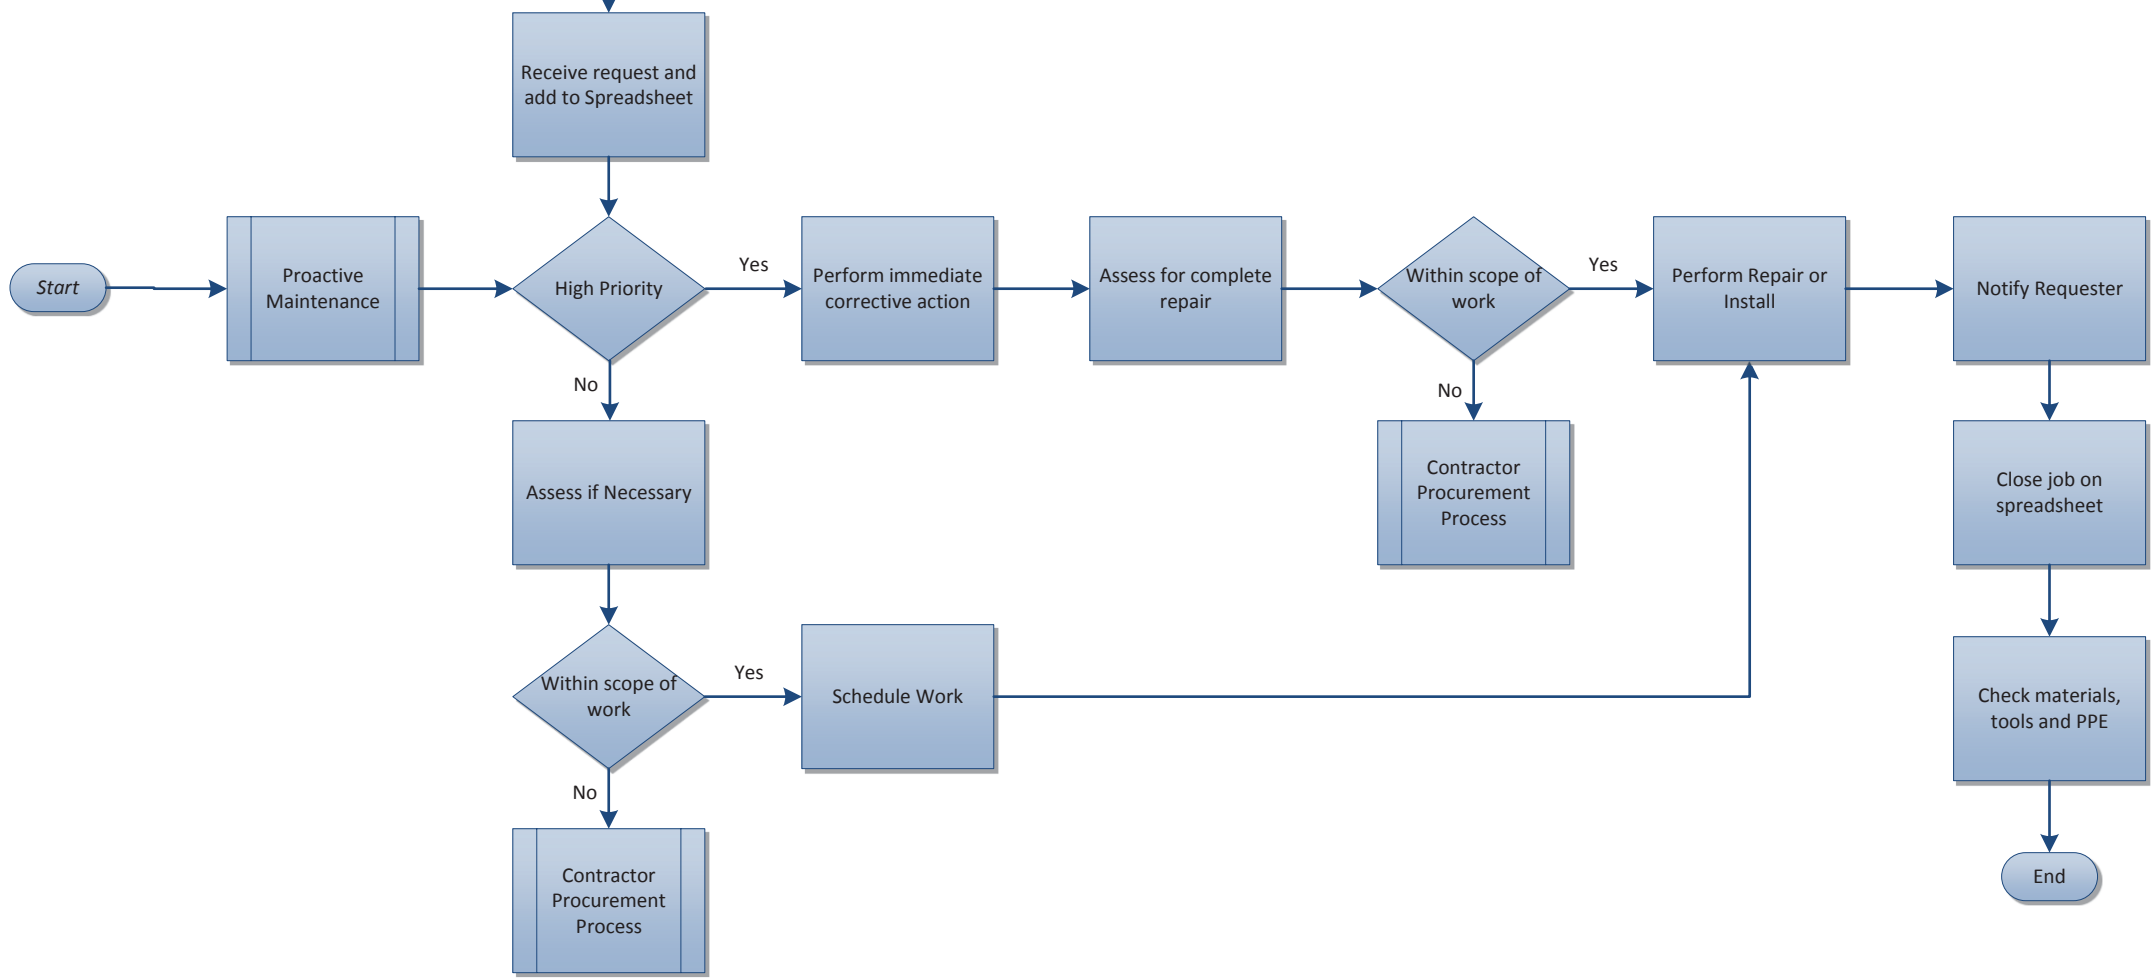 Receive request and
add to Spreadsheet
Start
Proactive
Maintenance
High Priority
Yes
Perform immediate
corrective action
Assess for complete
repair
Within scope of
work
Yes
Perform Repair or
Install
Notify Requester
No
Assess if Necessary
No
Contractor
Procurement
Process
Close job on
spreadsheet
Within scope of
work
Yes
Schedule Work
Check materials,
tools and PPE
No
Contractor
Procurement
Process
End